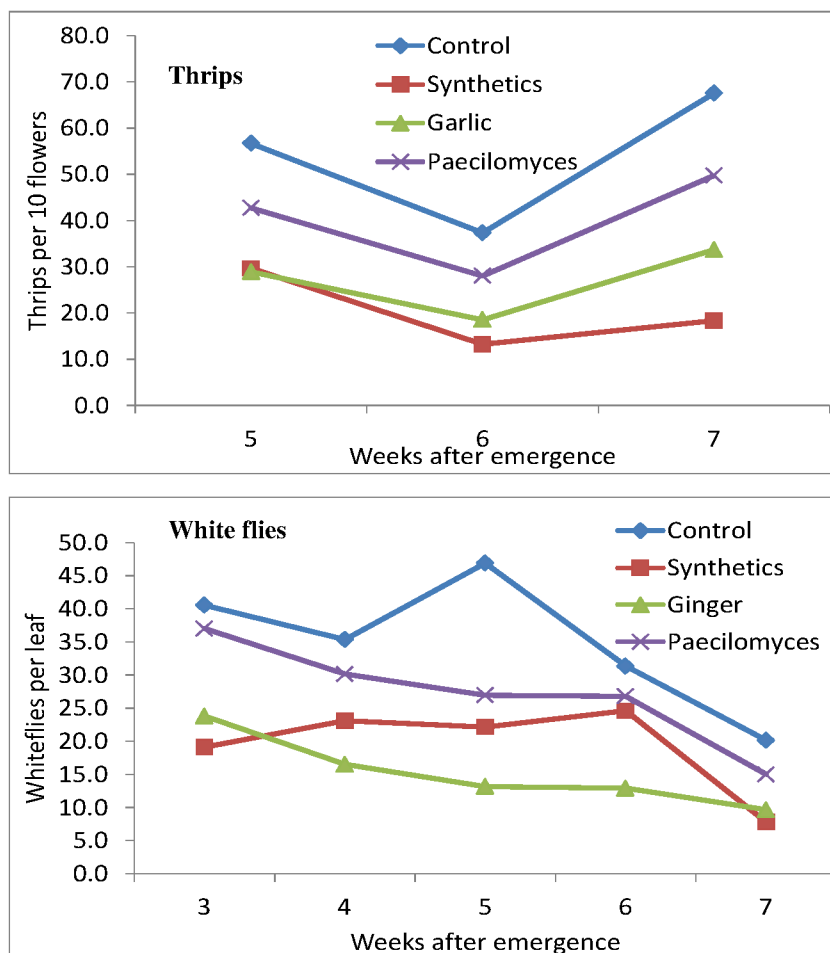 80.0
70.0
60.0
50.0
40.0
30.0
20.0
10.0
0.0
Thrips per 10 flowers
Thrips
Control
Synthetics
Garlic
Paecilomyces
5 6 7
Weeks after emergence
50.0
45.0
40.0
35.0
30.0
25.0
20.0
15.0
10.0
5.0
0.0
Whiteflies per leaf
White flies
Control
Synthetics
Ginger
Paecilomyces
3 4 5 6 7
Weeks after emergence